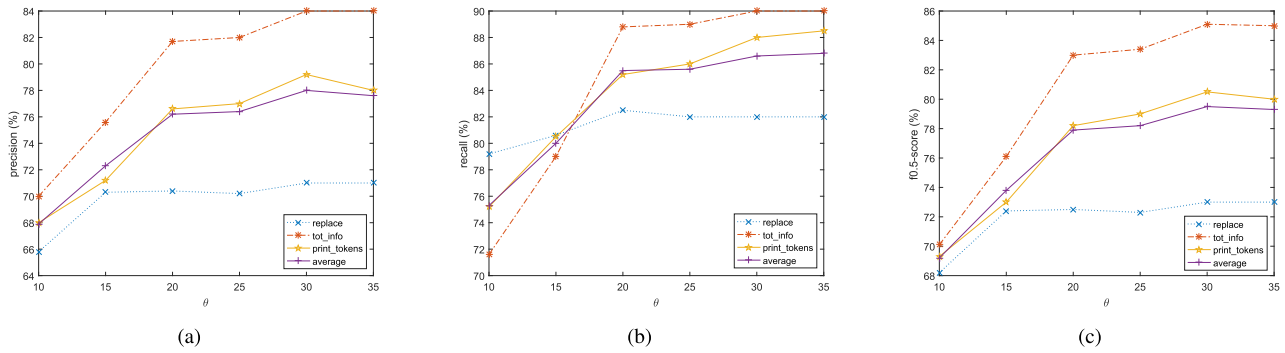 84
82
80
78
76
74
72
70
68
66
64
precision (%)
10 15 20 25 30 35
θ
replace
tot_info
print_tokens
average
(a)
90
88
86
84
82
80
78
76
74
72
70
recall (%)
10 15 20 25 30 35
θ
replace
tot_info
print_tokens
average
(b)
86
84
82
80
78
76
74
72
70
68
f0.5-score (%)
10 15 20 25 30 35
θ
replace
tot_info
print_tokens
average
(c)